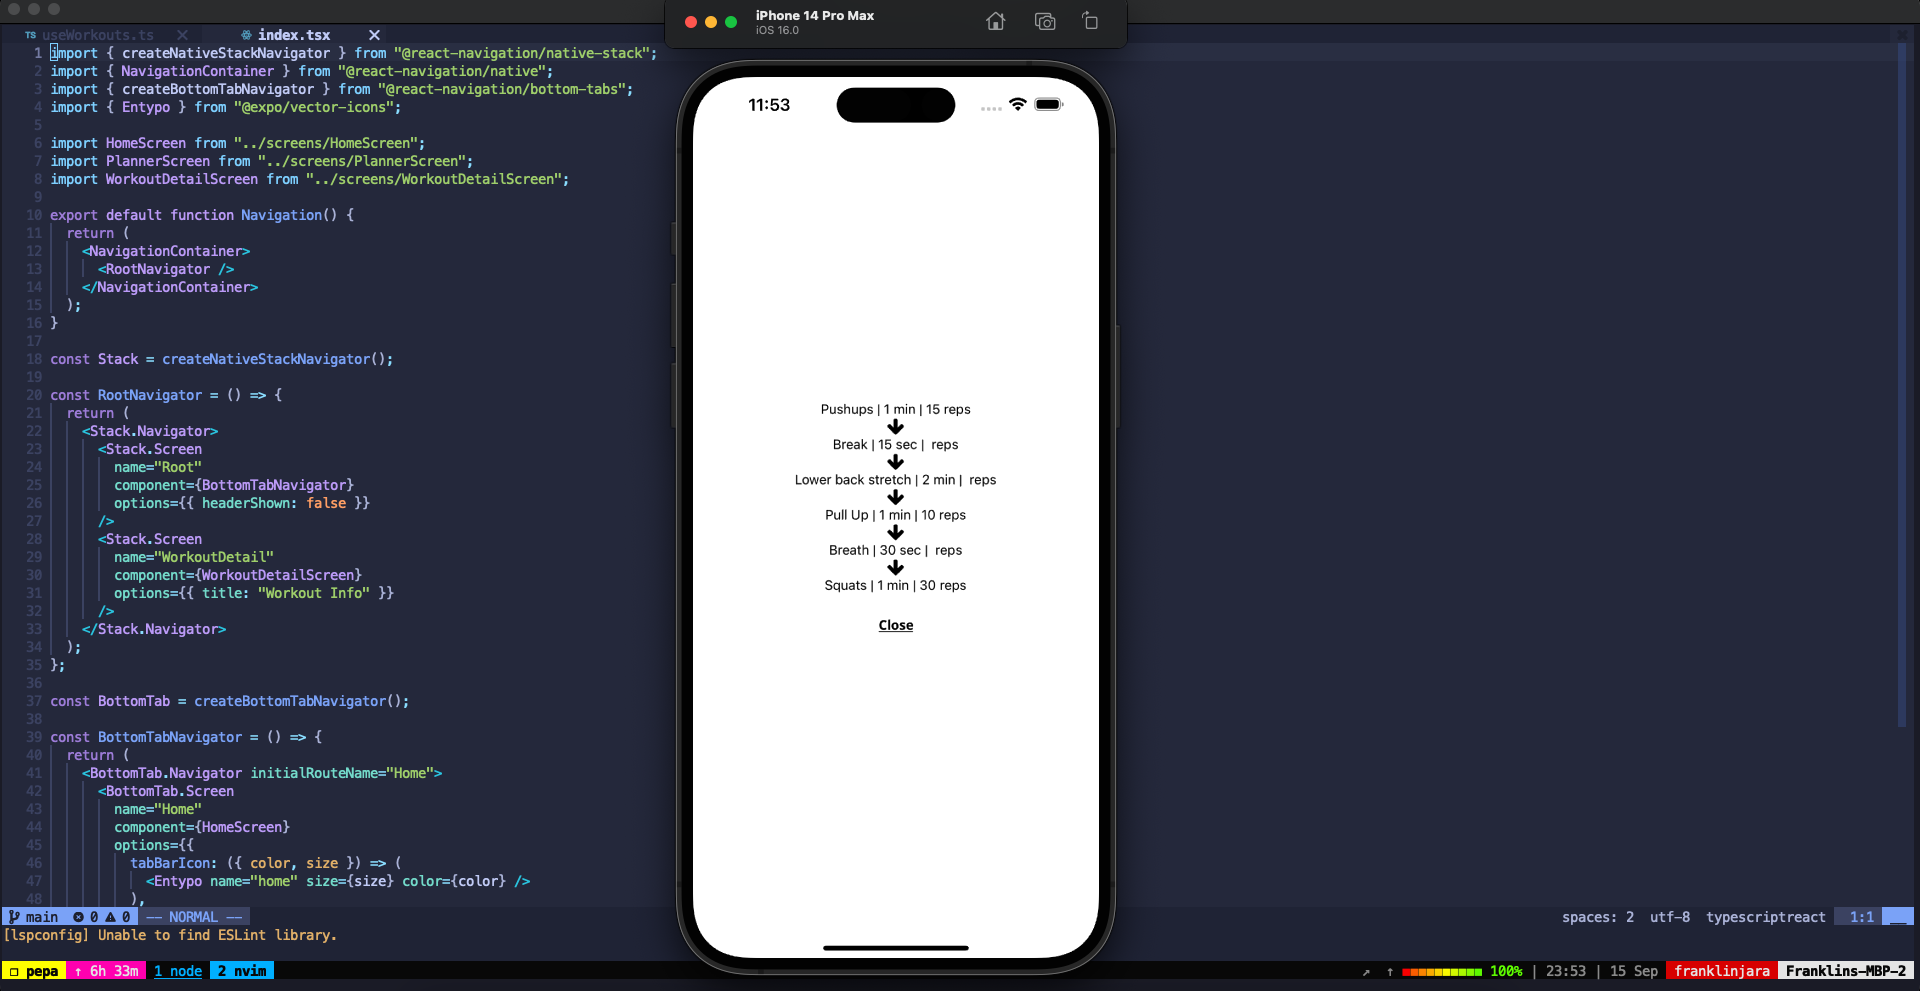 TS useWorkouts.ts ✕ index.tsx ✕
1 import { createNativeStackNavigator } from "@react-navigation/native-stack";
2 import { NavigationContainer } from "@react-navigation/native";
3 import { createBottomTabNavigator } from "@react-navigation/bottom-tabs";
4 import { Entypo } from "@expo/vector-icons";
5
6 import HomeScreen from "../screens/HomeScreen";
7 import PlannerScreen from "../screens/PlannerScreen";
8 import WorkoutDetailScreen from "../screens/WorkoutDetailScreen";
9
10 export default function Navigation() {
11 return (
12 <NavigationContainer>
13 <RootNavigator />
14 </NavigationContainer>
15 );
16 }
17
18 const Stack = createNativeStackNavigator();
19
20 const RootNavigator = () => {
21 return (
22 <Stack.Navigator>
23 <Stack.Screen
24 name="Root"
25 component={BottomTabNavigator}
26 options={{ headerShown: false }}
27 />
28 <Stack.Screen
29 name="WorkoutDetail"
30 component={WorkoutDetailScreen}
31 options={{ title: "Workout Info" }}
32 />
33 </Stack.Navigator>
34 );
35 };
36
37 const BottomTab = createBottomTabNavigator();
38
39 const BottomTabNavigator = () => {
40 return (
41 <BottomTab.Navigator initialRouteName="Home">
42 <BottomTab.Screen
43 name="Home"
44 component={HomeScreen}
45 options={{
46 tabBarIcon: ({ color, size }) => (
47 <Entypo name="home" size={size} color={color} />
48 ),
main 0 0 -- NORMAL --
spaces: 2 utf-8 typescriptreact 1:1
[lspconfig] Unable to find ESLint library.
pepa ↑ 6h 33m 1 node 2 nvim
↗ ↑ 100% | 23:53 | 15 Sep franklinjara Franklins-MBP-2
iPhone 14 Pro Max
iOS 16.0
11:53
Pushups | 1 min | 15 reps
Break | 15 sec | reps
Lower back stretch | 2 min | reps
Pull Up | 1 min | 10 reps
Breath | 30 sec | reps
Squats | 1 min | 30 reps
Close